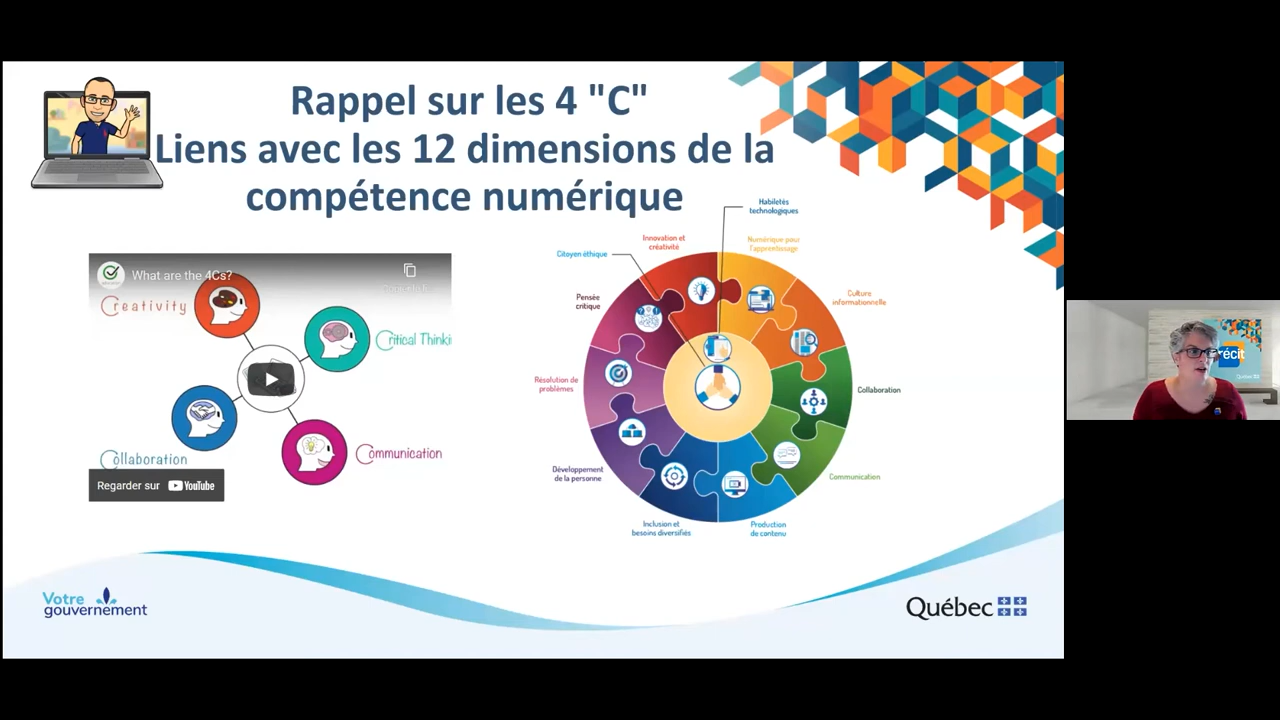 Rappel sur les 4 "C"
Liens avec les 12 dimensions de la
compétence numérique
What are the 4Cs?
Creativity
Critical Thinki
Collaboration
Communication
Regarder sur YouTube
Habiletés
technologiques
Innovation et
créativité
Numérique pour
l'apprentissage
Citoyen éthique
Pensée
critique
Culture
informationnelle
Résolution de
problèmes
Collaboration
Développement
de la personne
Communication
Inclusion et
besoins diversifiés
Production
de contenu
Votre
gouvernement
Québec
récit